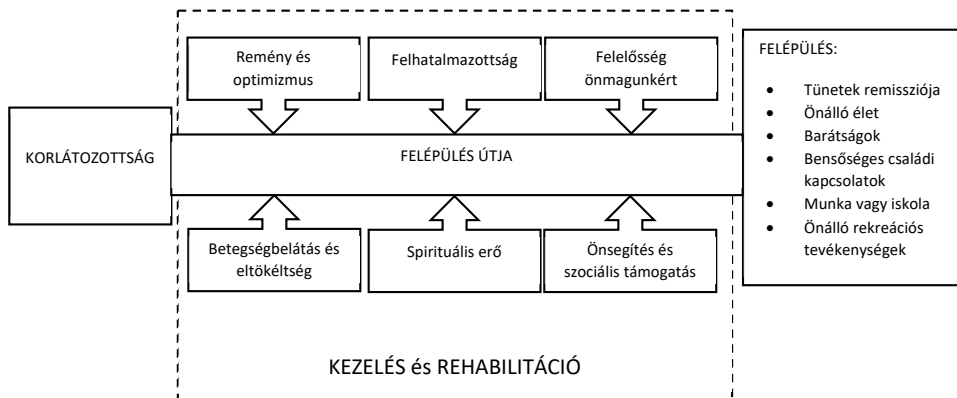 Remény és
optimizmus
Felhatalmazottság
Felelősség
önmagunkért
KORLÁTOZOTTSÁG
FELÉPÜLÉS ÚTJA
Betegségbelátás és
eltökéltség
Spirituális erő
Önsegítés és
szociális támogatás
KEZELÉS és REHABILITÁCIÓ
FELÉPÜLÉS:
• Tünetek remissziója
• Önálló élet
• Barátságok
• Bensőséges családi
kapcsolatok
• Munka vagy iskola
• Önálló rekreációs
tevékenységek